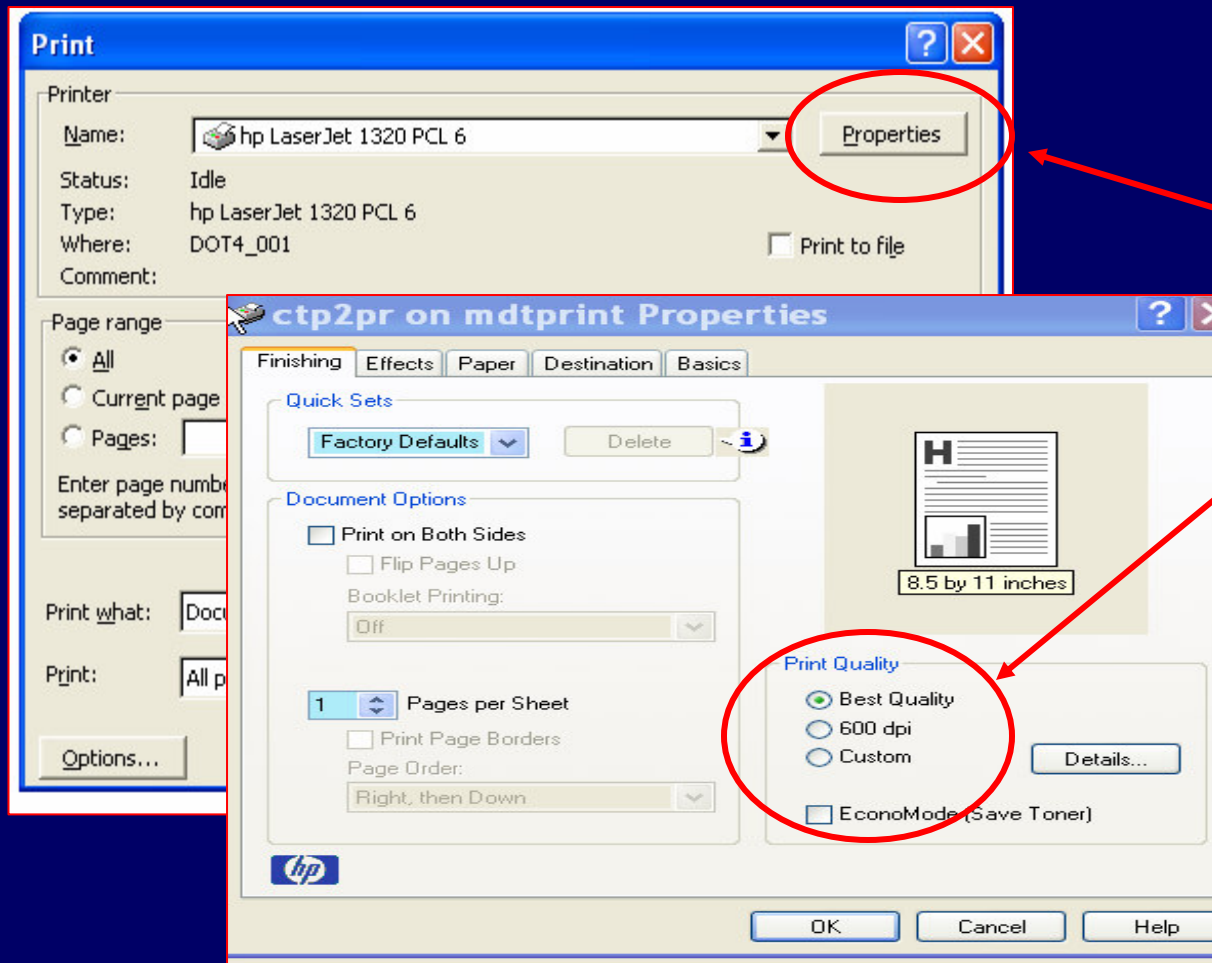 Print
Printer
Name: hp LaserJet 1320 PCL 6 Properties
Status: Idle
Type: hp LaserJet 1320 PCL 6
Where: DOT4_001 Print to file
Comment:
Page range
All
Current page
Pages:
Enter page
separated by
Print what:
Print: All
Options...
ctp2pr on mdtprint Properties
Finishing Effects Paper Destination Basics
Quick Sets
Factory Defaults Delete i
Document Options
Print on Both Sides
Flip Pages Up
Booklet Printing:
Off
1 Pages per Sheet
Print Page Borders
Page Order:
Right, then Down
H
8.5 by 11 inches
Print Quality
Best Quality
600 dpi
Custom Details...
EconoMode (Save Toner)
hp
OK Cancel Help